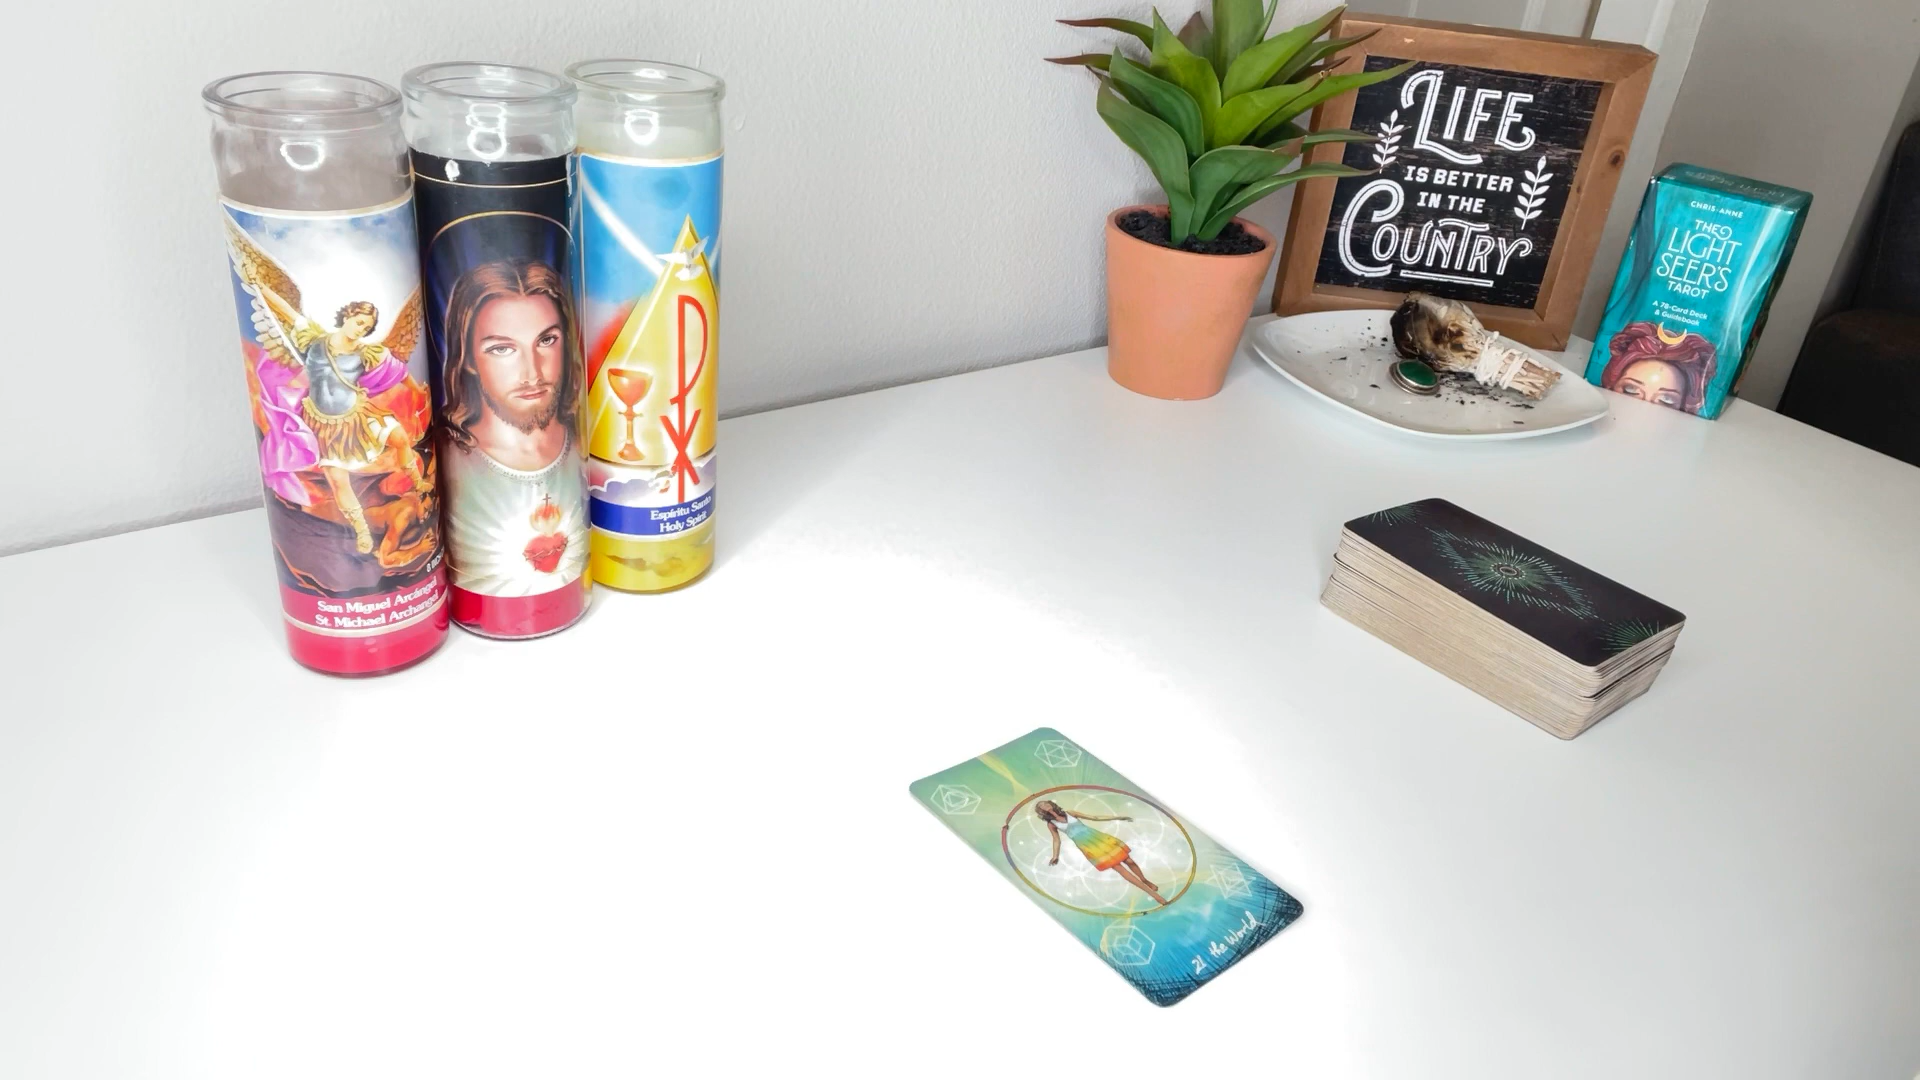 San Miguel Arcángel
St. Michael Archangel
Espíritu Santo
Holy Spirit
LIFE
IS BETTER
IN THE
COUNTRY
CHRIS-ANNE
THE
LIGHT
SEER'S
TAROT
A 78-Card Deck
& Guidebook
21 the World